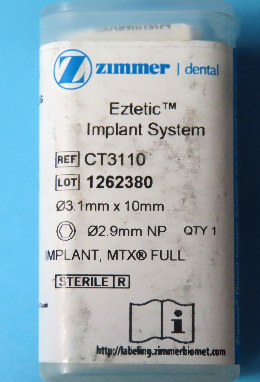 zimmer | dental
Eztetic™
Implant System
REF CT3110
LOT 1262380
Ø3.1mm x 10mm
Ø2.9mm NP QTY 1
IMPLANT, MTX® FULL
STERILE R
http://labeling.zimmerbiomet.com